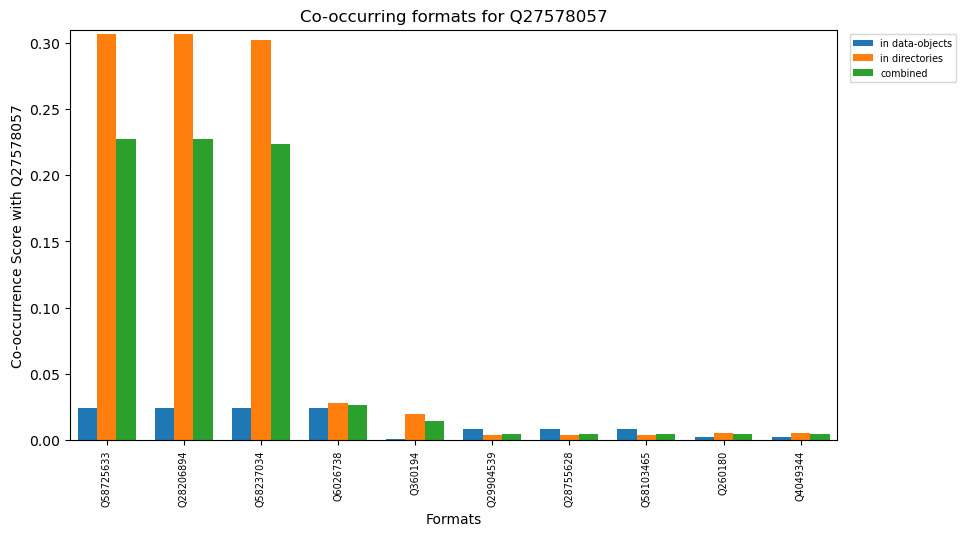 Co-occurring formats for Q27578057
Co-occurrence Score with Q27578057
0.30
0.25
0.20
0.15
0.10
0.05
0.00
Q58725633
Q28206894
Q58237034
Q6026738
Q360194
Q29904539
Q28755628
Q58103465
Q260180
Q4049344
Formats
in data-objects
in directories
combined